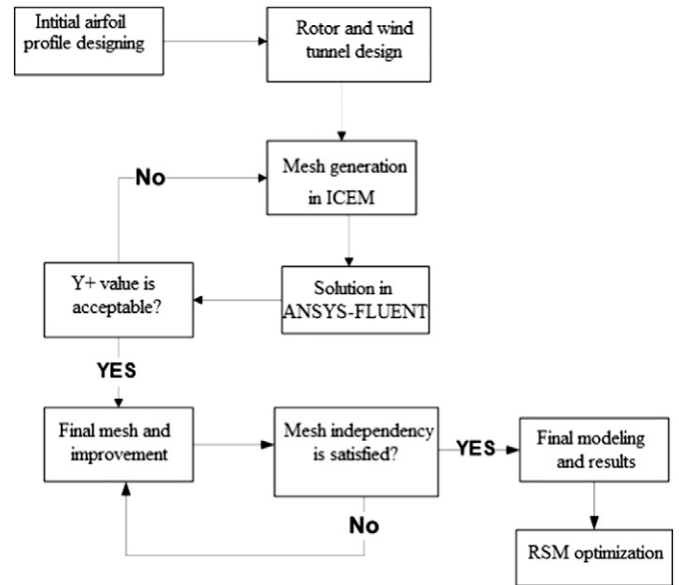 Intitial airfoil
profile designing
Rotor and wind
tunnel design
Mesh generation
in ICEM
No
Y+ value is
acceptable?
Solution in
ANSYS-FLUENT
YES
Final mesh and
improvement
Mesh independency
is satisfied?
YES
Final modeling
and results
No
RSM optimization